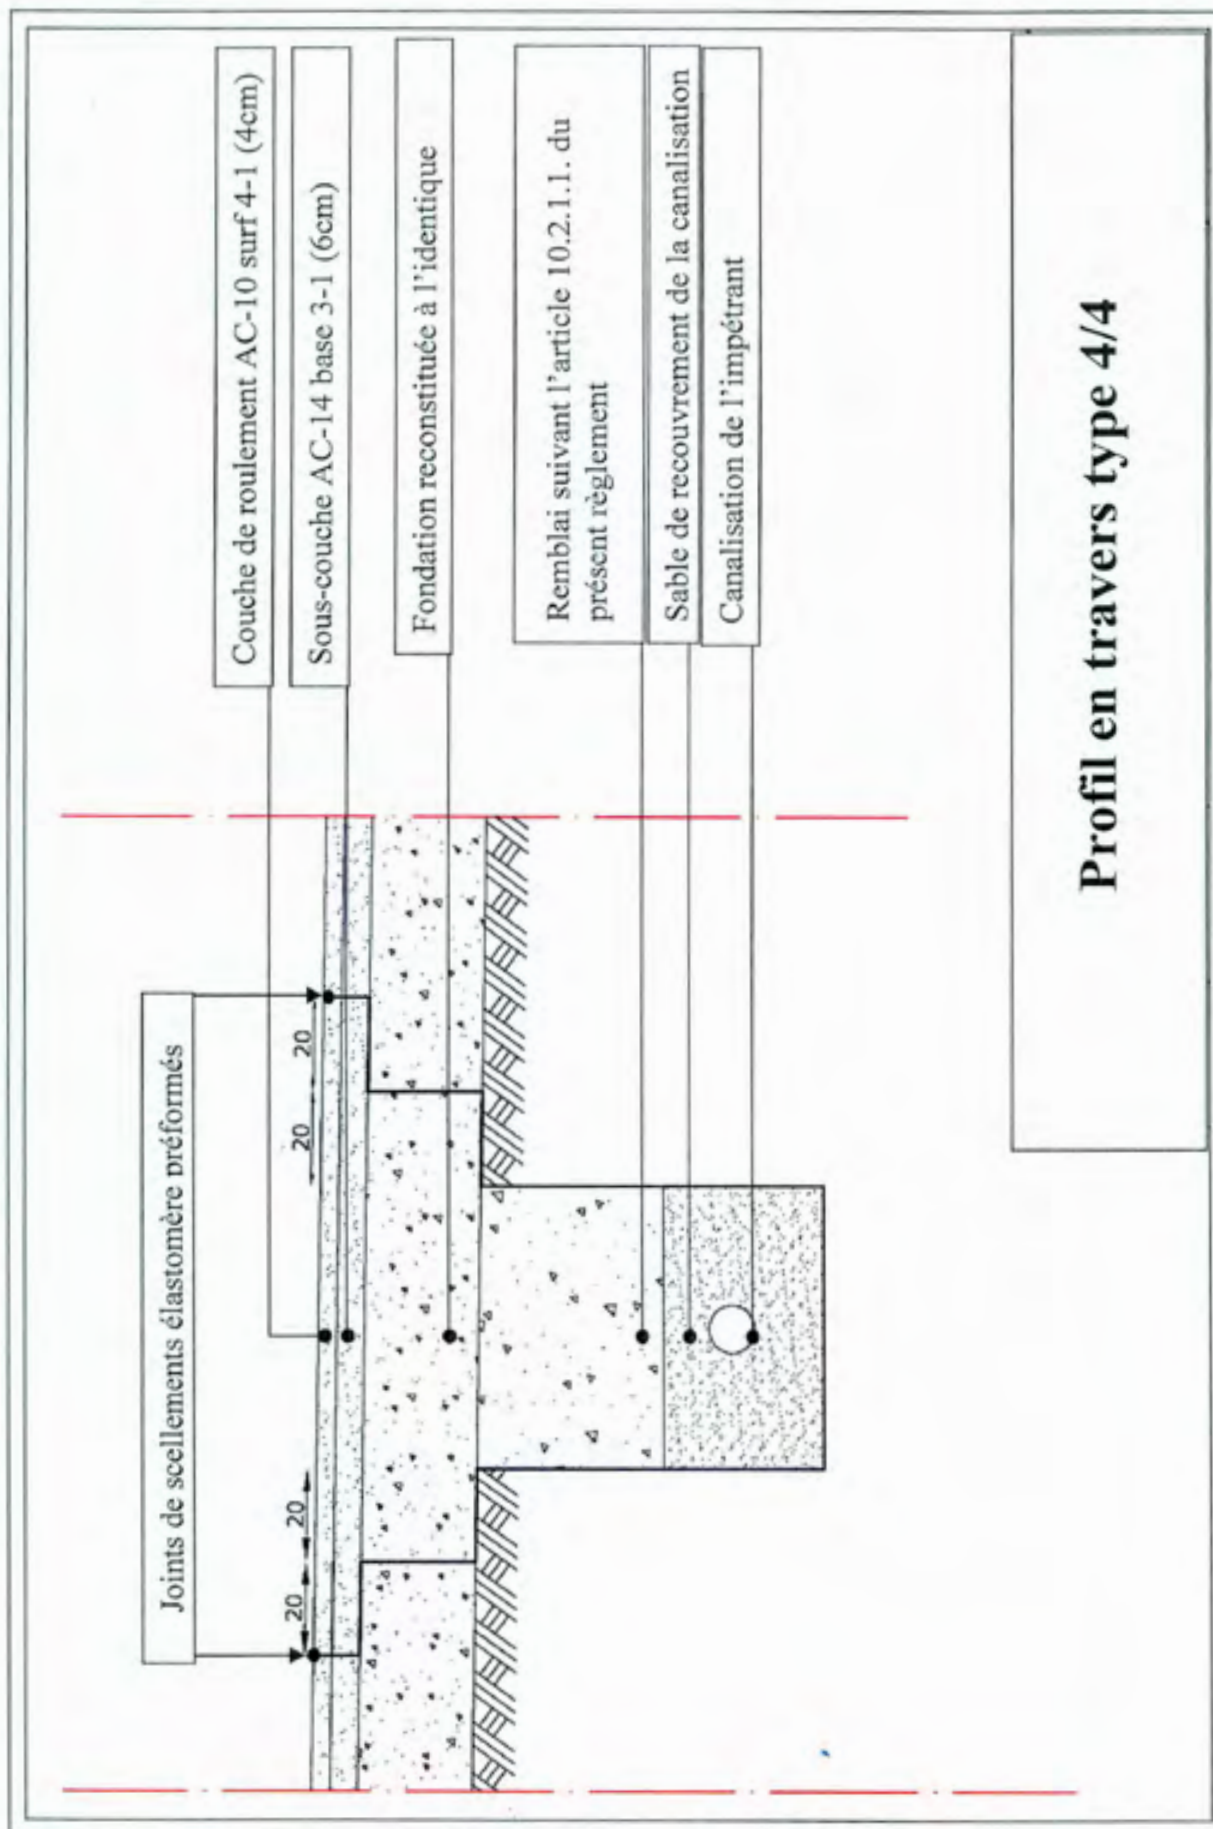 Joints de scellements élastomère préformés
20
20
20
20
Couche de roulement AC-10 surf 4-1 (4cm)
Sous-couche AC-14 base 3-1 (6cm)
Fondation reconstituée à l’identique
Remblai suivant l’article 10.2.1.1. du
présent règlement
Sable de recouvrement de la canalisation
Canalisation de l’impétrant
Profil en travers type 4/4